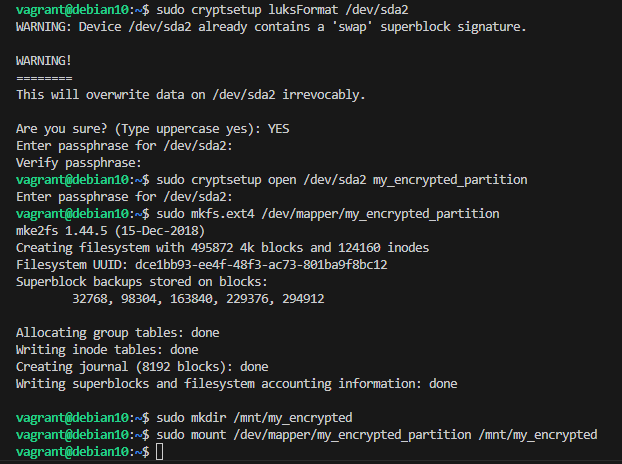 vagrant@debian10:~$ sudo cryptsetup luksFormat /dev/sda2
WARNING: Device /dev/sda2 already contains a 'swap' superblock signature.

WARNING!
========
This will overwrite data on /dev/sda2 irrevocably.

Are you sure? (Type uppercase yes): YES
Enter passphrase for /dev/sda2:
Verify passphrase:
vagrant@debian10:~$ sudo cryptsetup open /dev/sda2 my_encrypted_partition
Enter passphrase for /dev/sda2:
vagrant@debian10:~$ sudo mkfs.ext4 /dev/mapper/my_encrypted_partition
mke2fs 1.44.5 (15-Dec-2018)
Creating filesystem with 495872 4k blocks and 124160 inodes
Filesystem UUID: dce1bb93-ee4f-48f3-ac73-801ba9f8bc12
Superblock backups stored on blocks:
        32768, 98304, 163840, 229376, 294912

Allocating group tables: done
Writing inode tables: done
Creating journal (8192 blocks): done
Writing superblocks and filesystem accounting information: done

vagrant@debian10:~$ sudo mkdir /mnt/my_encrypted
vagrant@debian10:~$ sudo mount /dev/mapper/my_encrypted_partition /mnt/my_encrypted
vagrant@debian10:~$